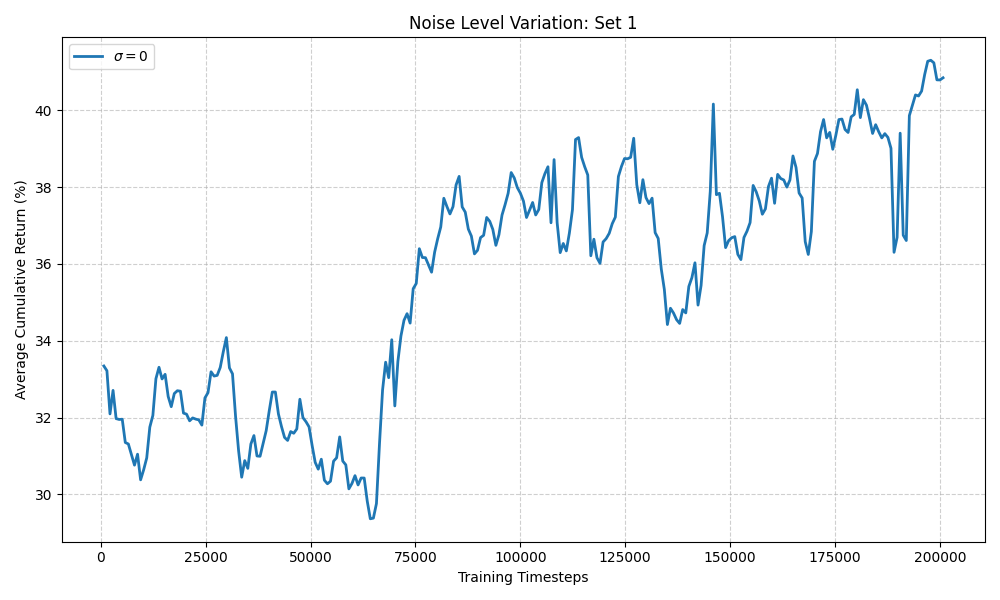 Noise Level Variation: Set 1
σ = 0
Average Cumulative Return (%)
40
38
36
34
32
30
0 25000 50000 75000 100000 125000 150000 175000 200000
Training Timesteps